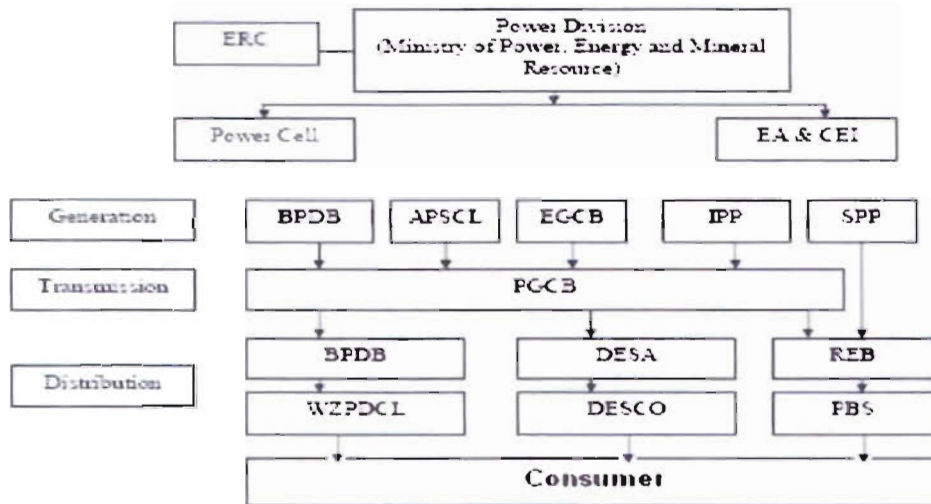 ERC
Power Division
(Ministry of Power, Energy and Mineral
Resource)
Power Cell
EA & CEI
Generation
BPDB
APSCL
EGCB
IPP
SPP
Transmission
PGCB
Distribution
BPDB
DESA
REB
WZPDCL
DESCO
PBS
Consumer